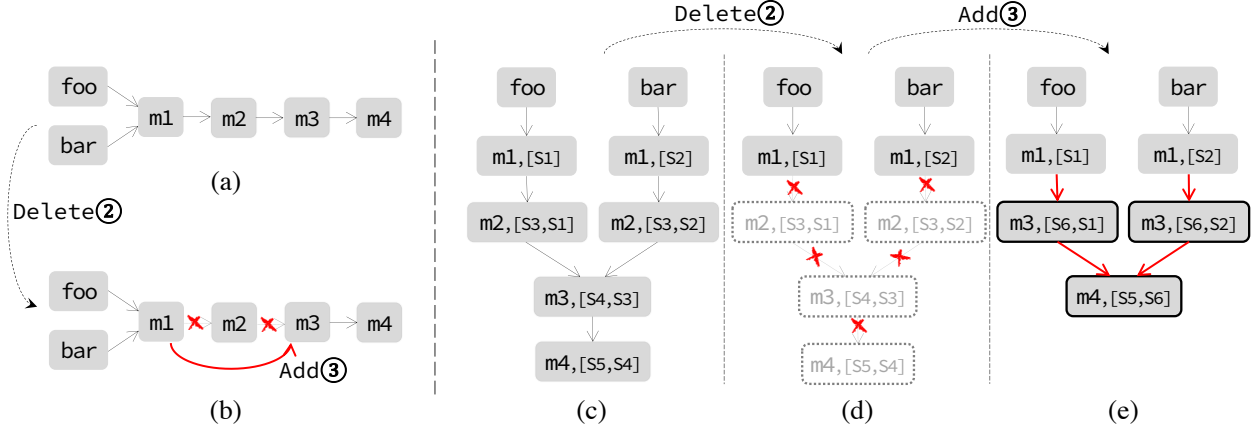 Delete②
Add③
foo
bar
m1
m2
m3
m4
(a)
Delete②
foo
bar
m1
m2
m3
m4
Add③
(b)
foo
bar
m1,[S1]
m1,[S2]
m2,[S3,S1]
m2,[S3,S2]
m3,[S4,S3]
m4,[S5,S4]
(c)
foo
bar
m1,[S1]
m1,[S2]
m2,[S3,S1]
m2,[S3,S2]
m3,[S4,S3]
m4,[S5,S4]
(d)
foo
bar
m1,[S1]
m1,[S2]
m3,[S6,S1]
m3,[S6,S2]
m4,[S5,S6]
(e)